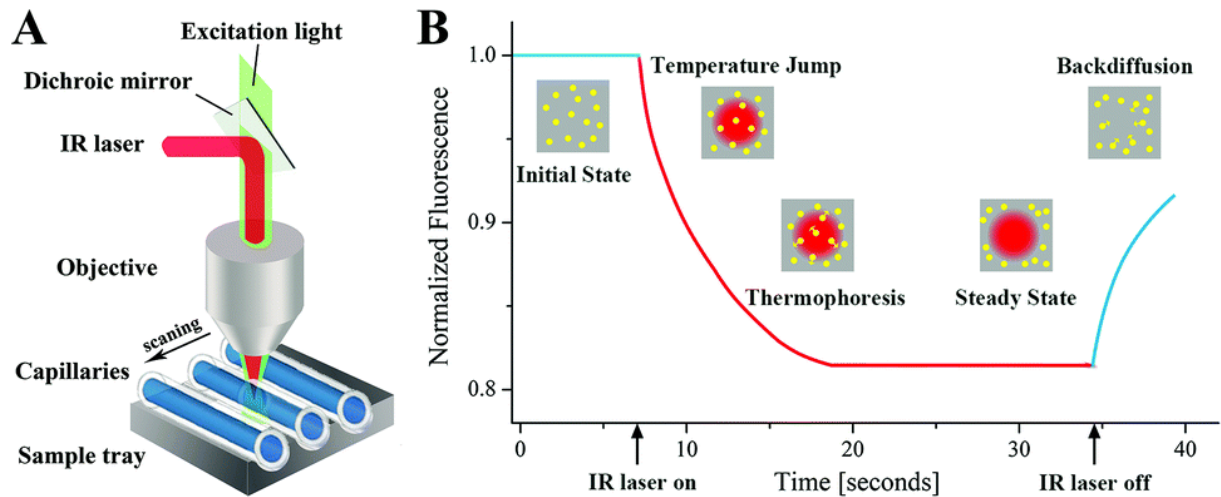 A
Excitation light
Dichroic mirror
IR laser
Objective
scaning
Capillaries
Sample tray
B
Normalized Fluorescence
1.0
0.9
0.8
Temperature Jump
Backdiffusion
Initial State
Thermophoresis
Steady State
0
10
20
30
40
IR laser on
Time [seconds]
IR laser off